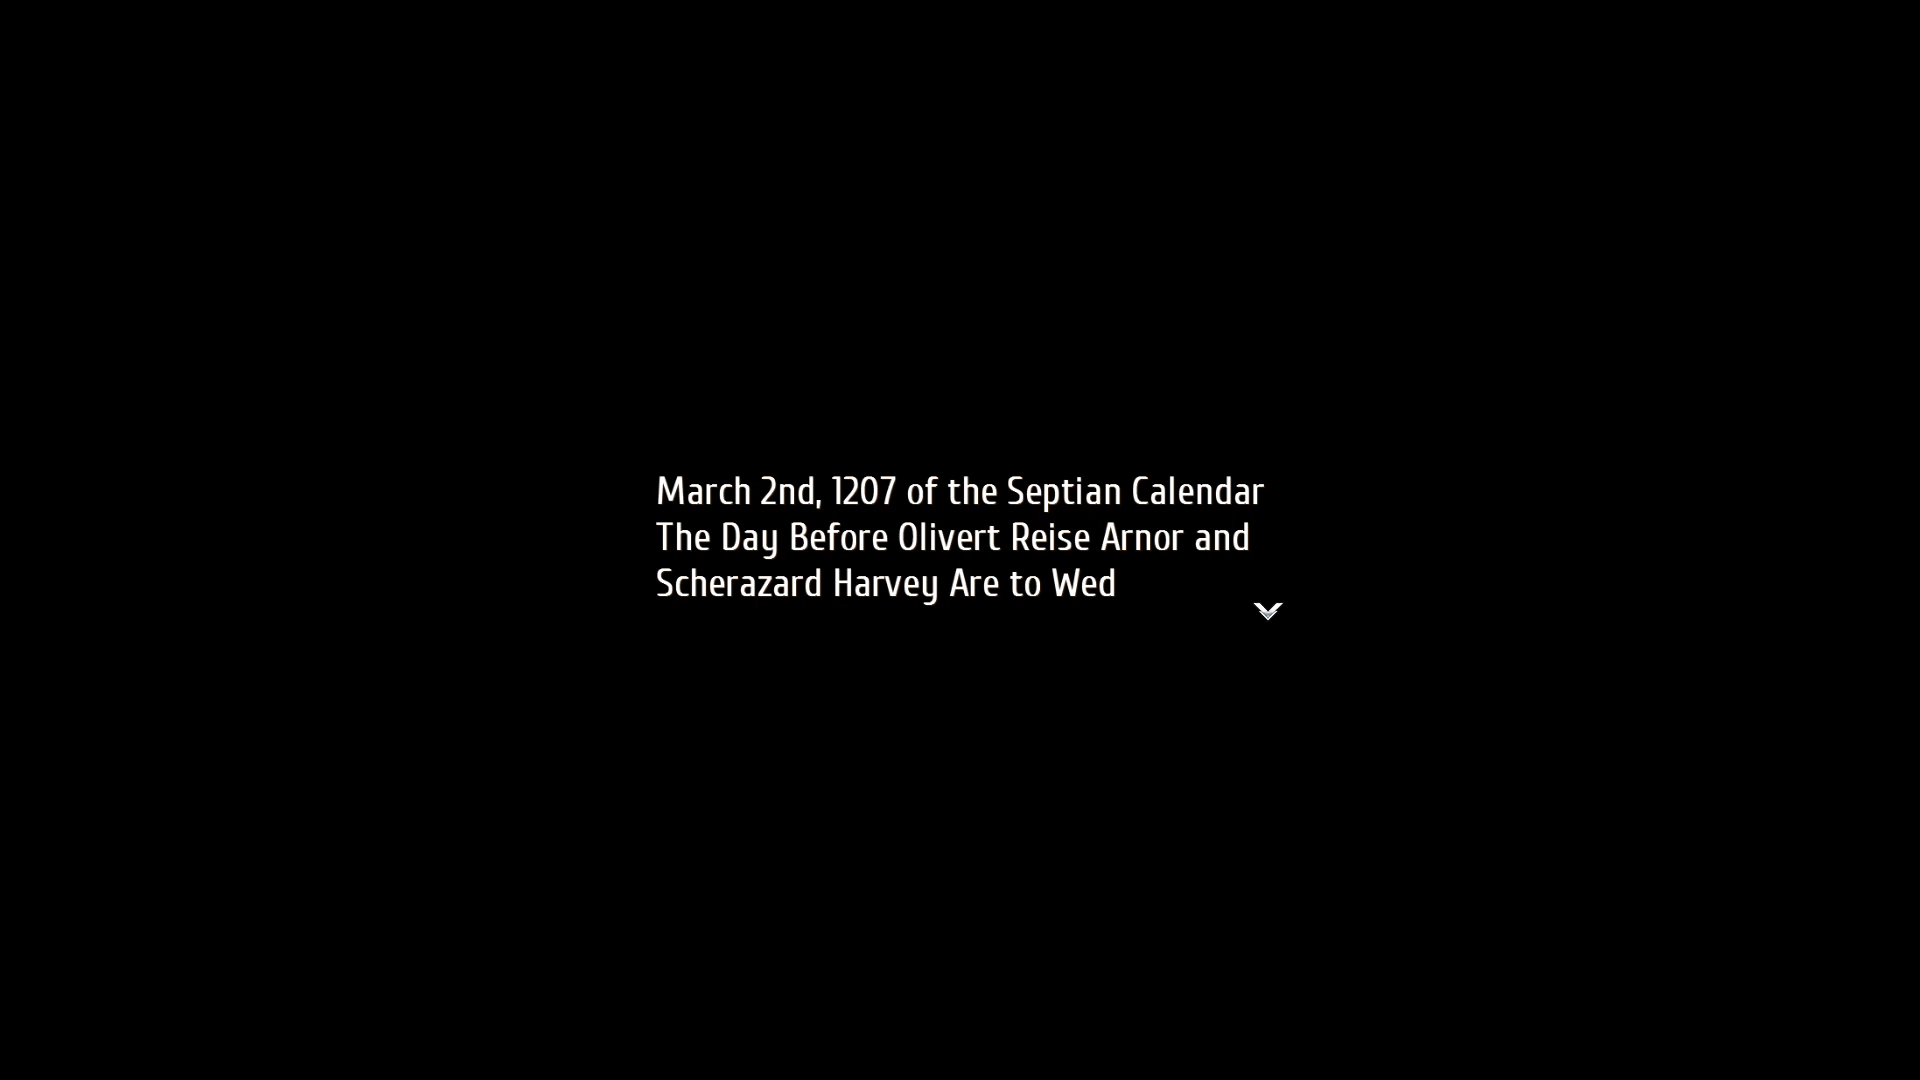 March 2nd, 1207 of the Septian Calendar
The Day Before Olivert Reise Arnor and
Scherazard Harvey Are to Wed